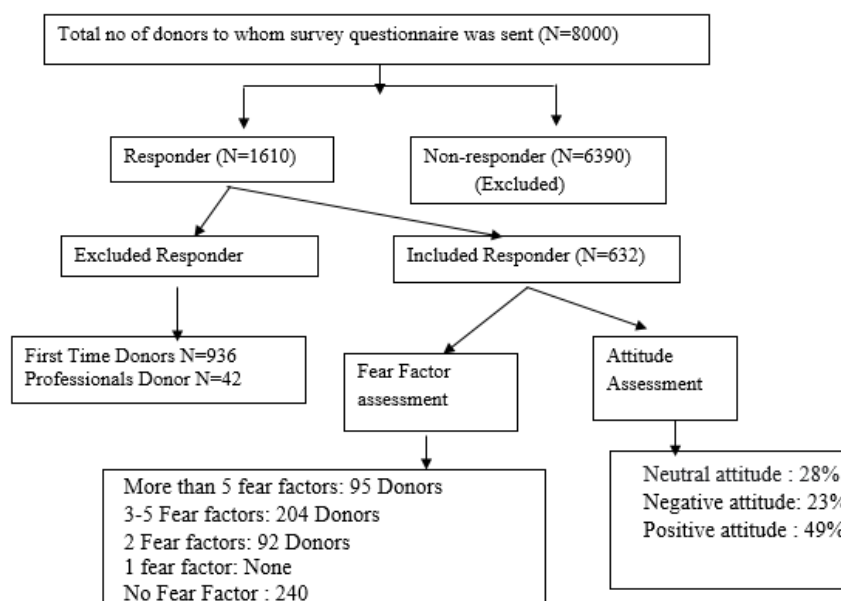 Total no of donors to whom survey questionnaire was sent (N=8000)
Responder (N=1610)
Non-responder (N=6390)
(Excluded)
Excluded Responder
Included Responder (N=632)
First Time Donors N=936
Professionals Donor N=42
Fear Factor
assessment
Attitude
Assessment
More than 5 fear factors: 95 Donors
3-5 Fear factors: 204 Donors
2 Fear factors: 92 Donors
1 fear factor: None
No Fear Factor : 240
Neutral attitude : 28%
Negative attitude: 23%
Positive attitude : 49%